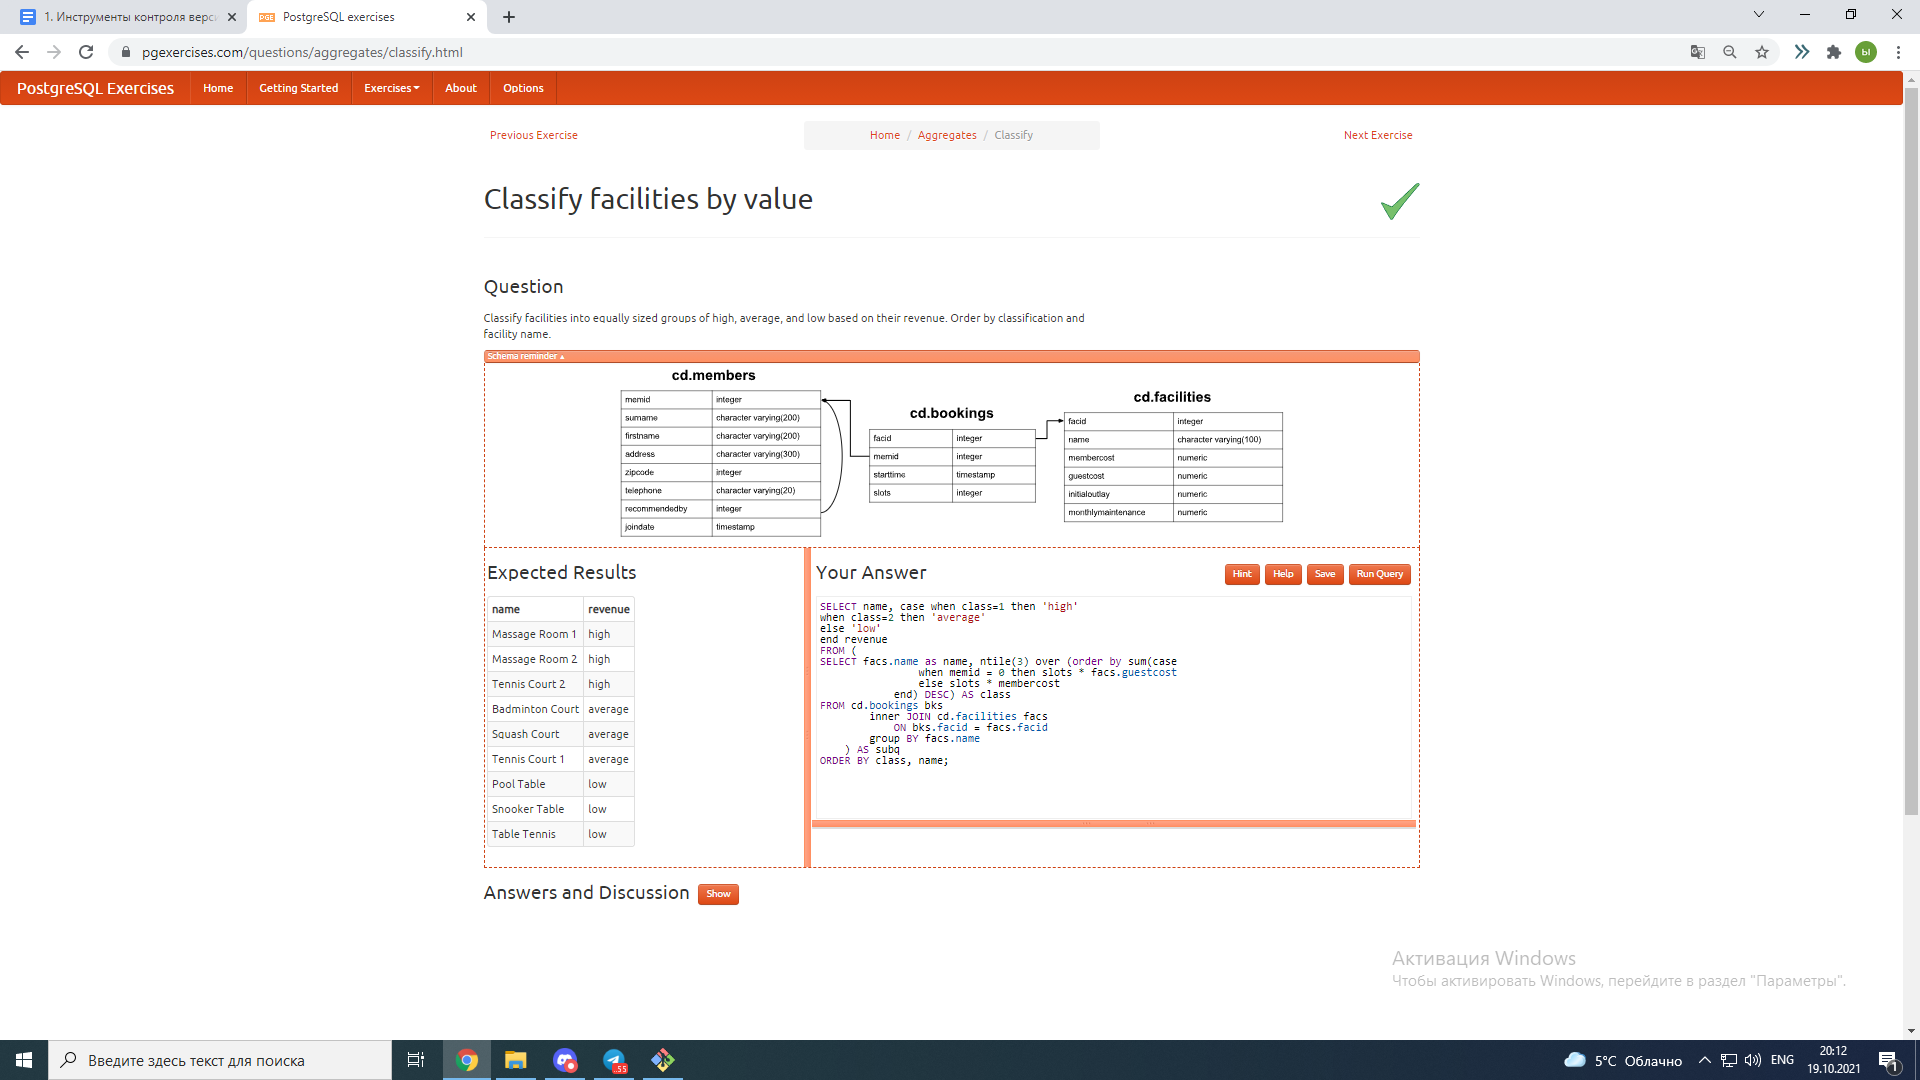 1. Инструменты контроля верс
PGE PostgreSQL exercises
pgexercises.com/questions/aggregates/classify.html
ы
PostgreSQL Exercises Home Getting Started Exercises About Options
Previous Exercise
Home / Aggregates / Classify
Next Exercise
Classify facilities by value
Question
Classify facilities into equally sized groups of high, average, and low based on their revenue. Order by classification and
facility name.
Schema reminder
cd.members
memid integer
surname character varying(200)
firstname character varying(200)
address character varying(300)
zipcode integer
telephone character varying(20)
recommendedby integer
joindate timestamp
cd.bookings
facid integer
memid integer
starttime timestamp
slots integer
cd.facilities
facid integer
name character varying(100)
membercost numeric
guestcost numeric
initialoutlay numeric
monthlymaintenance numeric
Expected Results
name revenue
Massage Room 1 high
Massage Room 2 high
Tennis Court 2 high
Badminton Court average
Squash Court average
Tennis Court 1 average
Pool Table low
Snooker Table low
Table Tennis low
Your Answer
Hint Help Save Run Query
SELECT name, case when class=1 then 'high'
when class=2 then 'average'
else 'low'
end revenue
FROM (
SELECT facs.name as name, ntile(3) over (order by sum(case
when memid = 0 then slots * facs.guestcost
else slots * membercost
end) DESC) AS class
FROM cd.bookings bks
inner JOIN cd.facilities facs
ON bks.facid = facs.facid
group BY facs.name
) AS subq
ORDER BY class, name;
Answers and Discussion Show
Активация Windows
Чтобы активировать Windows, перейдите в раздел "Параметры".
Введите здесь текст для поиска
55
5°C Облачно
ENG
20:12
19.10.2021
1